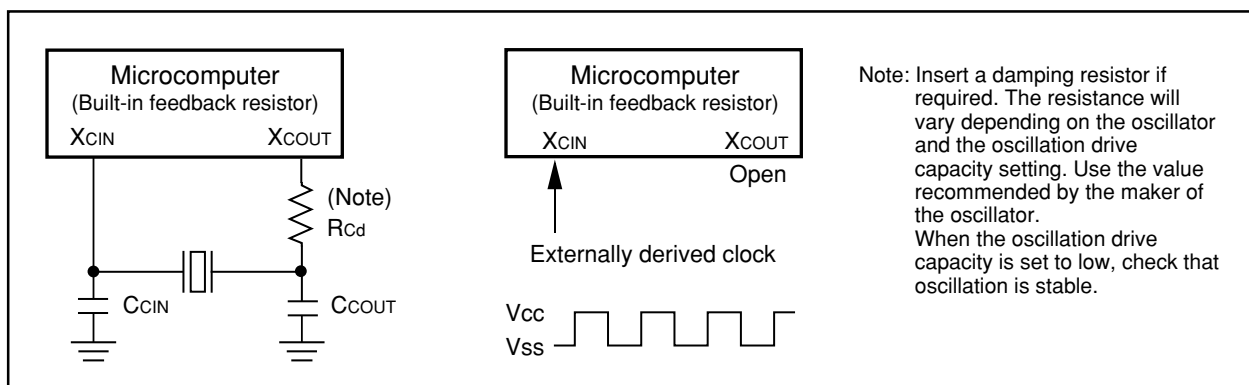 Microcomputer
(Built-in feedback resistor)
XCIN XCOUT
(Note)
RCd
CCIN CCOUT
Microcomputer
(Built-in feedback resistor)
XCIN XCOUT
Open
Externally derived clock
Vcc
Vss
Note: Insert a damping resistor if
required. The resistance will
vary depending on the oscillator
and the oscillation drive
capacity setting. Use the value
recommended by the maker of
the oscillator.
When the oscillation drive
capacity is set to low, check that
oscillation is stable.